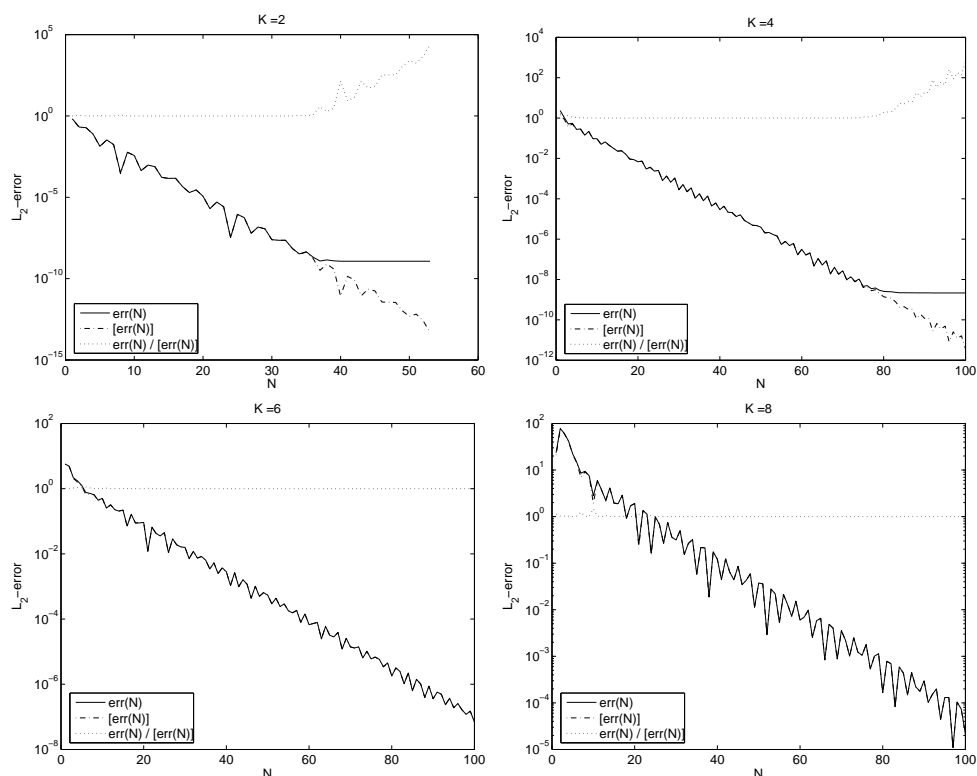 K =2
10^5
10^0
10^−5
10^−10
10^−15
L_2−error
0 10 20 30 40 50 60
N
err(N)
[err(N)]
err(N) / [err(N)]
K =4
10^4
10^2
10^0
10^−2
10^−4
10^−6
10^−8
10^−10
10^−12
L_2−error
0 20 40 60 80 100
N
err(N)
[err(N)]
err(N) / [err(N)]
K =6
10^2
10^0
10^−2
10^−4
10^−6
10^−8
L_2−error
0 20 40 60 80 100
N
err(N)
[err(N)]
err(N) / [err(N)]
K =8
10^2
10^1
10^0
10^−1
10^−2
10^−3
10^−4
10^−5
L_2−error
0 20 40 60 80 100
N
err(N)
[err(N)]
err(N) / [err(N)]